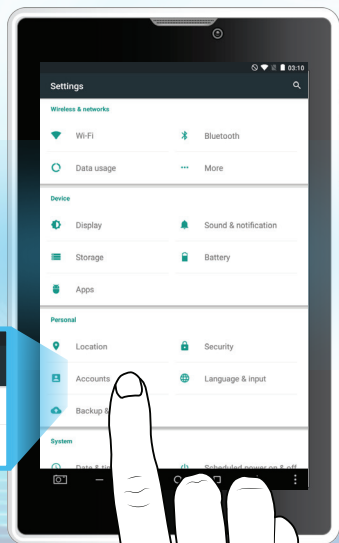 03:10
Settings
Wireless & networks
Wi-Fi Bluetooth
Data usage More
Device
Display Sound & notification
Storage Battery
Apps
Personal
Location Security
Accounts Language & input
Backup &
System
Date & Scheduled power on & off